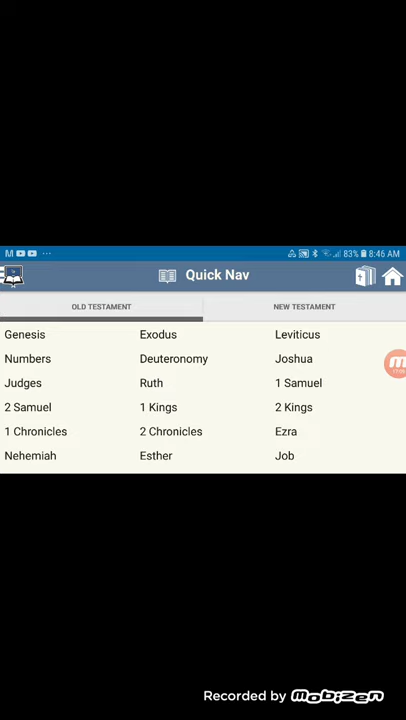 M ... 83% 8:46 AM
Quick Nav
OLD TESTAMENT NEW TESTAMENT
Genesis Exodus Leviticus
Numbers Deuteronomy Joshua
Judges Ruth 1 Samuel
2 Samuel 1 Kings 2 Kings
1 Chronicles 2 Chronicles Ezra
Nehemiah Esther Job
Recorded by Mobizen